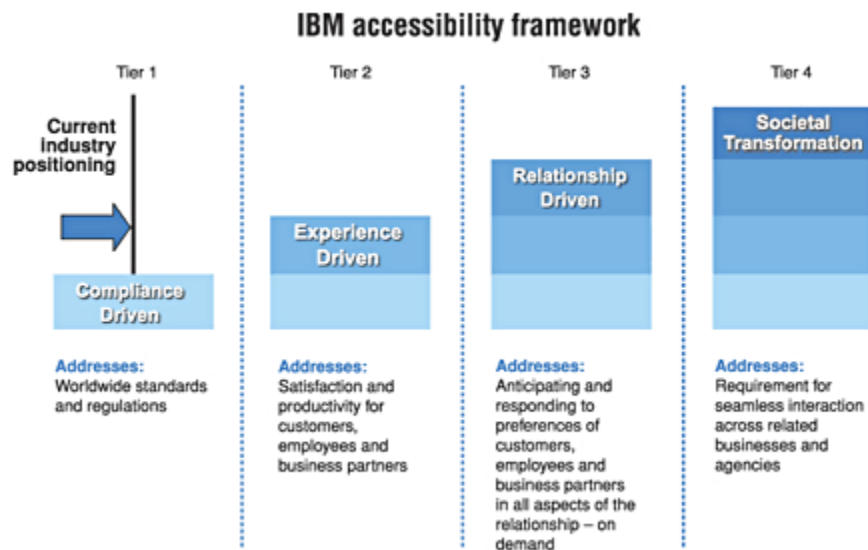 IBM accessibility framework
Tier 1
Tier 2
Tier 3
Tier 4
Current
industry
positioning
Compliance
Driven
Experience
Driven
Relationship
Driven
Societal
Transformation
Addresses:
Worldwide standards
and regulations
Addresses:
Satisfaction and
productivity for
customers,
employees and
business partners
Addresses:
Anticipating and
responding to
preferences of
customers,
employees and
business partners
in all aspects of the
relationship – on
demand
Addresses:
Requirement for
seamless interaction
across related
businesses and
agencies